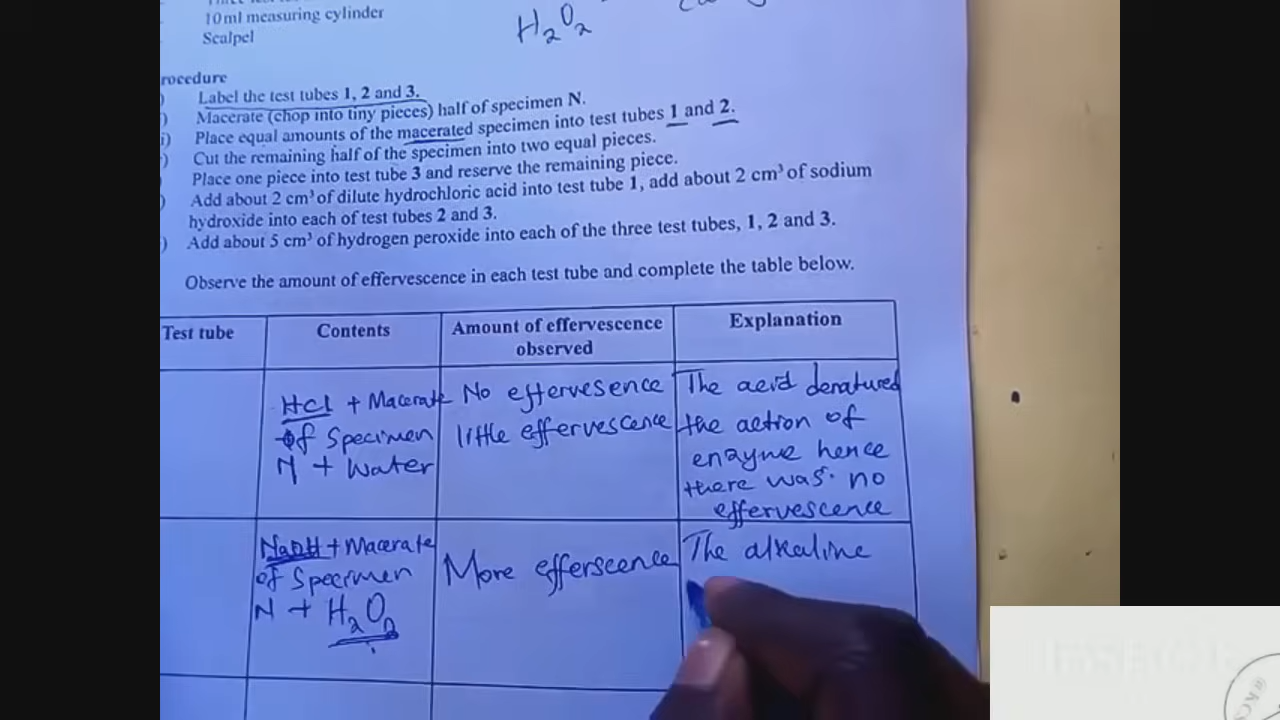 10ml measuring cylinder
Scalpel
H2O2
rocedure
Label the test tubes 1, 2 and 3.
Macerate (chop into tiny pieces) half of specimen N.
Place equal amounts of the macerated specimen into test tubes 1 and 2.
Cut the remaining half of the specimen into two equal pieces.
Place one piece into test tube 3 and reserve the remaining piece.
Add about 2 cm³ of dilute hydrochloric acid into test tube 1, add about 2 cm³ of sodium
hydroxide into each of test tubes 2 and 3.
Add about 5 cm³ of hydrogen peroxide into each of the three test tubes, 1, 2 and 3.
Observe the amount of effervescence in each test tube and complete the table below.
Test tube Contents Amount of effervescence Explanation
observed
HCl + Macerate No effervesence The acid denatured
of Specimen little effervescence the action of
N + Water enzyme hence
there was no
effervescence
NaOH + Macerate More efferscence The alkaline
of Specimen
N + H2O2